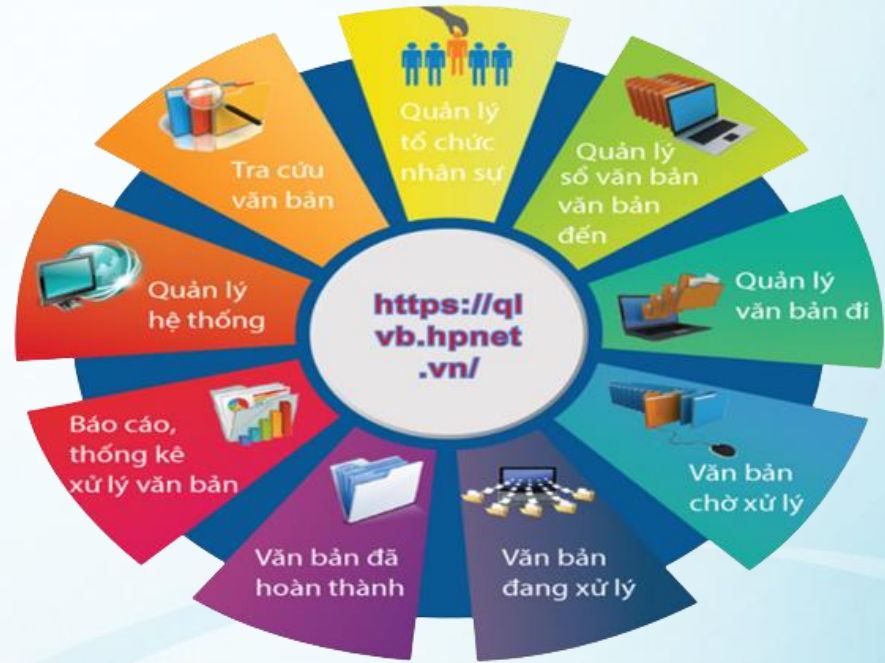 Quản lý
tổ chức
nhân sự
Quản lý
sổ văn bản
văn bản
đến
Quản lý
văn bản đi
Văn bản
chờ xử lý
Văn bản
đang xử lý
Văn bản đã
hoàn thành
Báo cáo,
thống kê
xử lý văn bản
Quản lý
hệ thống
Tra cứu
văn bản
https://ql
vb.hpnet
.vn/